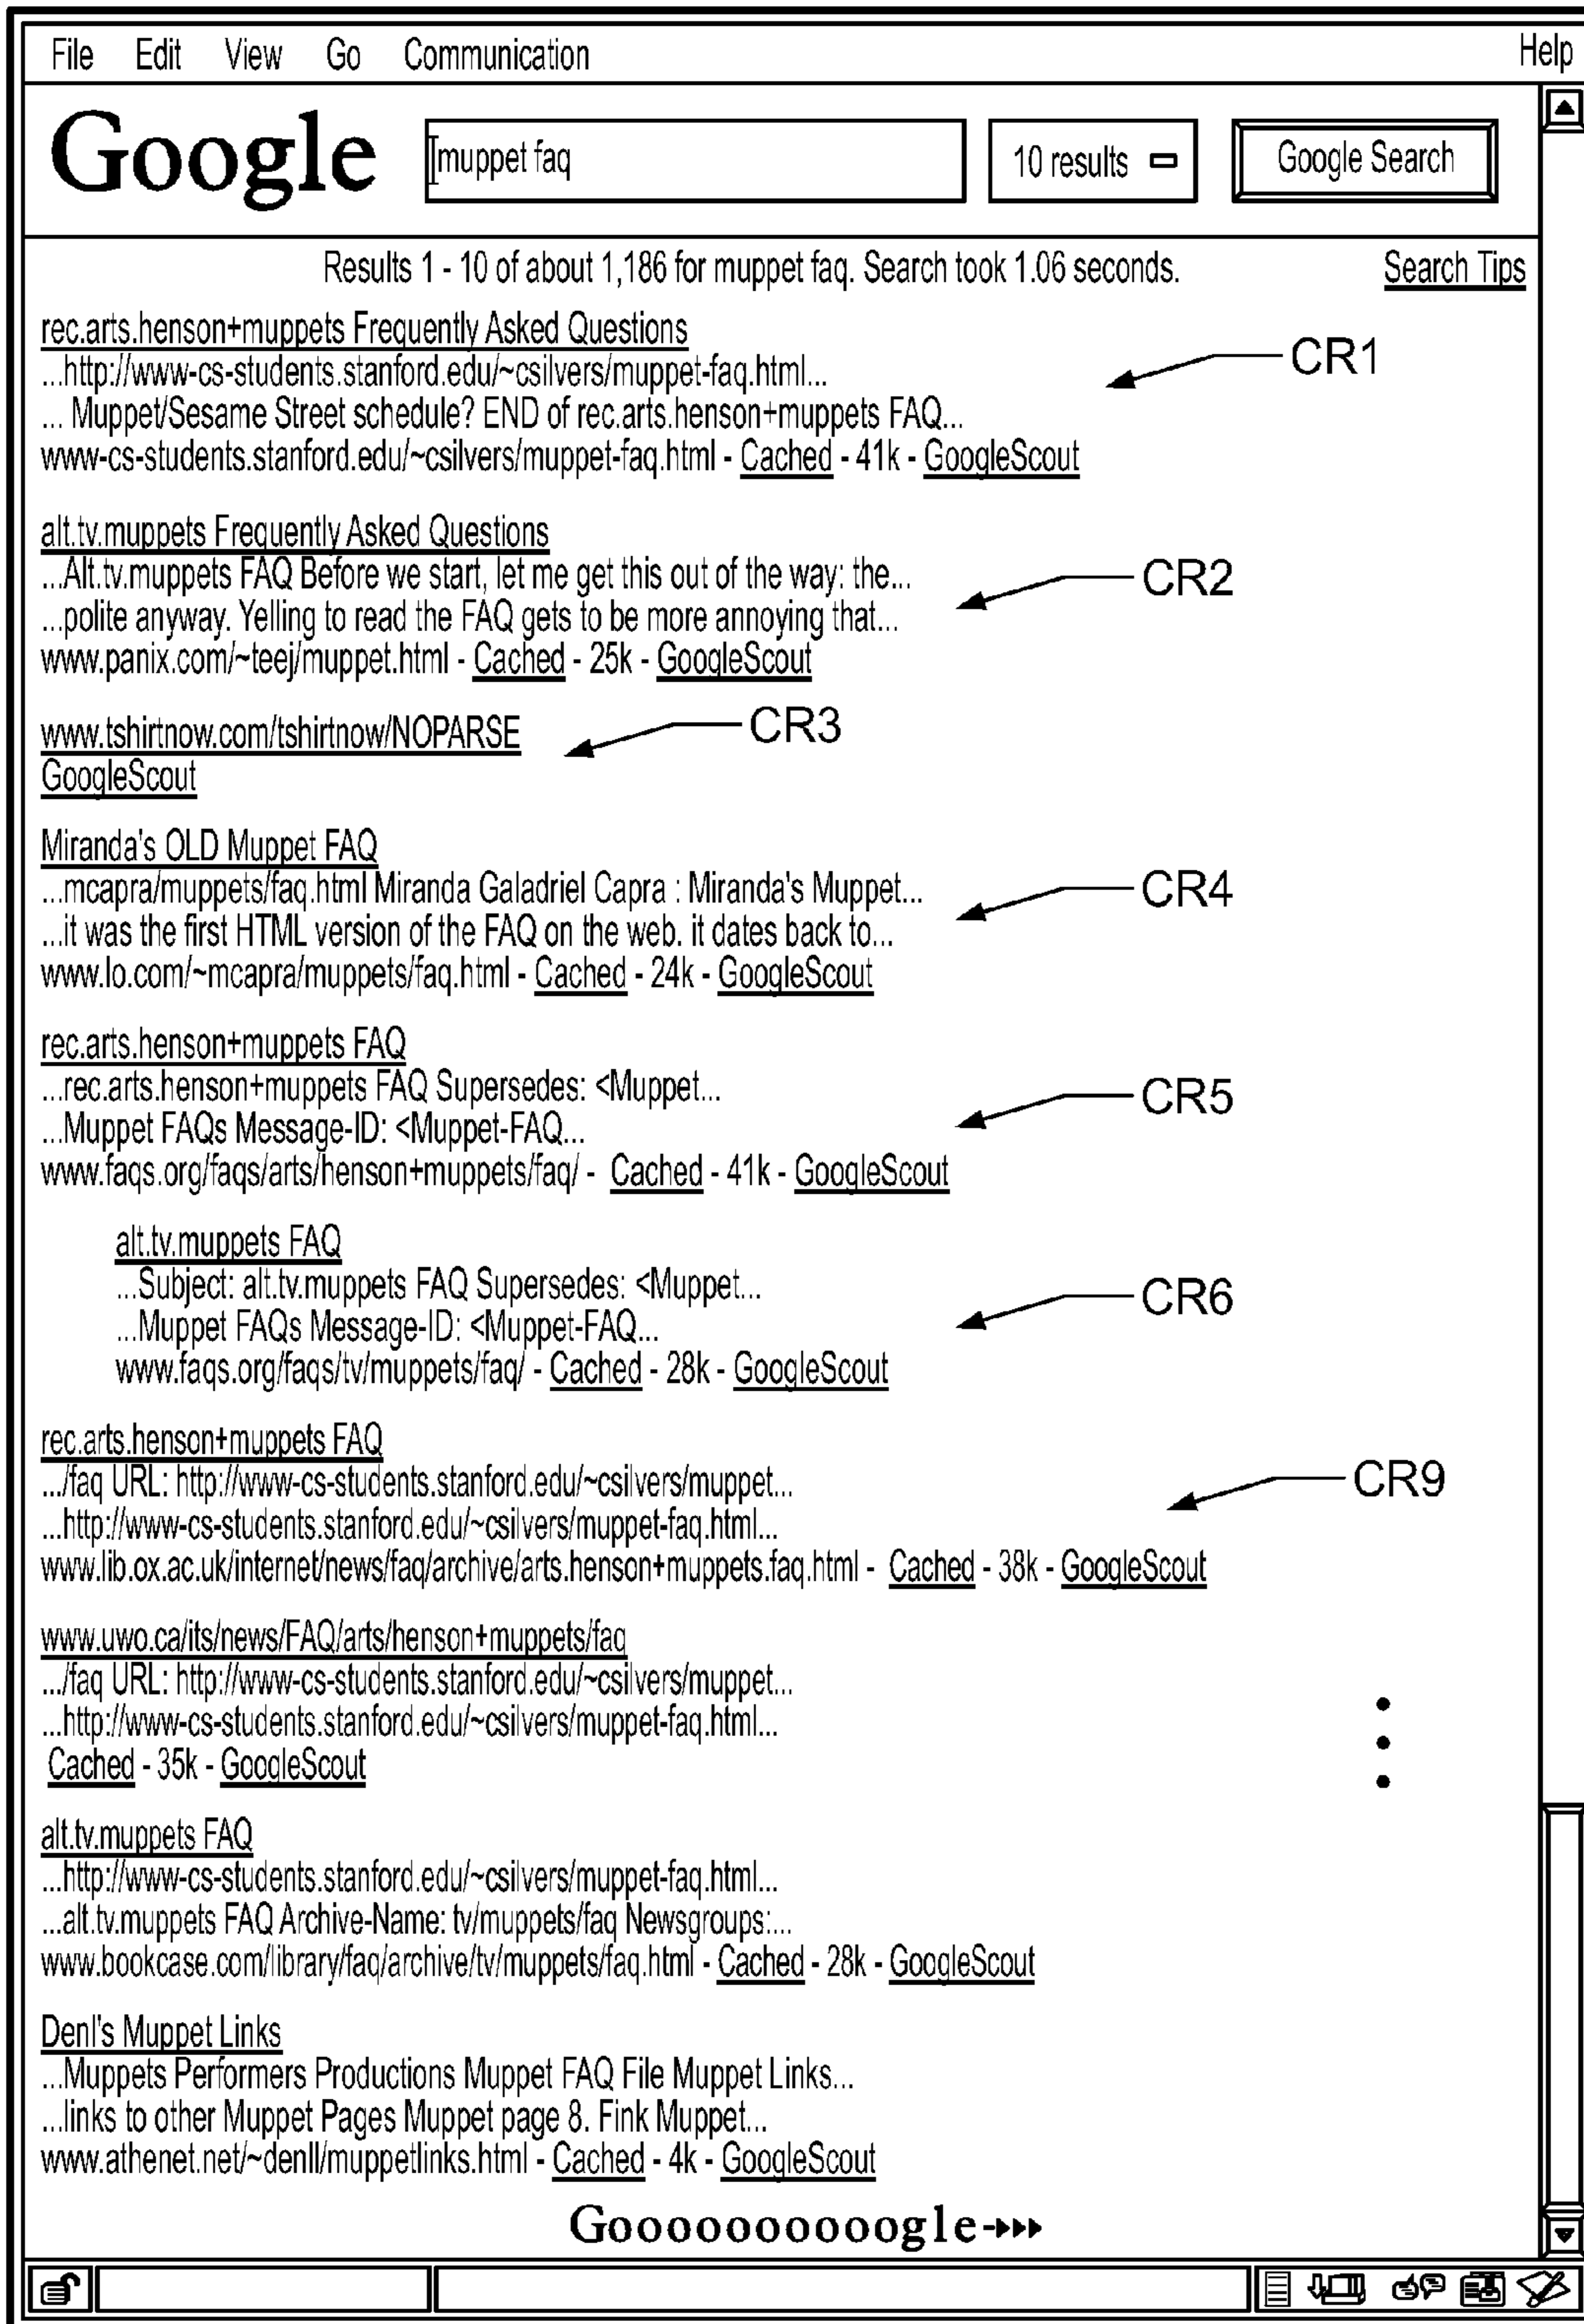 File Edit View Go Communication Help
Google muppet faq 10 results Google Search
Results 1 - 10 of about 1,186 for muppet faq. Search took 1.06 seconds. Search Tips
rec.arts.henson+muppets Frequently Asked Questions
...http://www-cs-students.stanford.edu/~csilvers/muppet-faq.html...
CR1
... Muppet/Sesame Street schedule? END of rec.arts.henson+muppets FAQ...
www-cs-students.stanford.edu/~csilvers/muppet-faq.html - Cached - 41k - GoogleScout
alt.tv.muppets Frequently Asked Questions
...Alt.tv.muppets FAQ Before we start, let me get this out of the way: the...
CR2
...polite anyway. Yelling to read the FAQ gets to be more annoying that...
www.panix.com/~teej/muppet.html - Cached - 25k - GoogleScout
www.tshirtnow.com/tshirtnow/NOPARSE
CR3
GoogleScout
Miranda's OLD Muppet FAQ
...mcapra/muppets/faq.html Miranda Galadriel Capra : Miranda's Muppet...
CR4
...it was the first HTML version of the FAQ on the web. it dates back to...
www.lo.com/~mcapra/muppets/faq.html - Cached - 24k - GoogleScout
rec.arts.henson+muppets FAQ
...rec.arts.henson+muppets FAQ Supersedes: <Muppet...
CR5
...Muppet FAQs Message-ID: <Muppet-FAQ...
www.faqs.org/faqs/arts/henson+muppets/faq/ - Cached - 41k - GoogleScout
alt.tv.muppets FAQ
...Subject: alt.tv.muppets FAQ Supersedes: <Muppet...
CR6
...Muppet FAQs Message-ID: <Muppet-FAQ...
www.faqs.org/faqs/tv/muppets/faq/ - Cached - 28k - GoogleScout
rec.arts.henson+muppets FAQ
.../faq URL: http://www-cs-students.stanford.edu/~csilvers/muppet...
CR9
...http://www-cs-students.stanford.edu/~csilvers/muppet-faq.html...
www.lib.ox.ac.uk/internet/news/faq/archive/arts.henson+muppets.faq.html - Cached - 38k - GoogleScout
www.uwo.ca/its/news/FAQ/arts/henson+muppets/faq
.../faq URL: http://www-cs-students.stanford.edu/~csilvers/muppet...
...http://www-cs-students.stanford.edu/~csilvers/muppet-faq.html...
Cached - 35k - GoogleScout
alt.tv.muppets FAQ
...http://www-cs-students.stanford.edu/~csilvers/muppet-faq.html...
...alt.tv.muppets FAQ Archive-Name: tv/muppets/faq Newsgroups:...
www.bookcase.com/library/faq/archive/tv/muppets/faq.html - Cached - 28k - GoogleScout
Denl's Muppet Links
...Muppets Performers Productions Muppet FAQ File Muppet Links...
...links to other Muppet Pages Muppet page 8. Fink Muppet...
www.athenet.net/~denll/muppetlinks.html - Cached - 4k - GoogleScout
Goooooooooogle